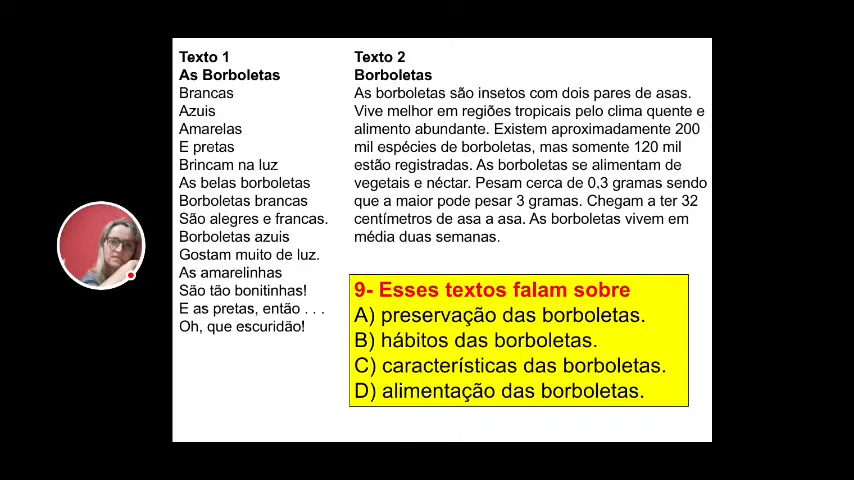 Texto 1
As Borboletas
Brancas
Azuis
Amarelas
E pretas
Brincam na luz
As belas borboletas
Borboletas brancas
São alegres e francas.
Borboletas azuis
Gostam muito de luz.
As amarelinhas
São tão bonitinhas!
E as pretas, então . . .
Oh, que escuridão!
Texto 2
Borboletas
As borboletas são insetos com dois pares de asas.
Vive melhor em regiões tropicais pelo clima quente e
alimento abundante. Existem aproximadamente 200
mil espécies de borboletas, mas somente 120 mil
estão registradas. As borboletas se alimentam de
vegetais e néctar. Pesam cerca de 0,3 gramas sendo
que a maior pode pesar 3 gramas. Chegam a ter 32
centímetros de asa a asa. As borboletas vivem em
média duas semanas.
9- Esses textos falam sobre
A) preservação das borboletas.
B) hábitos das borboletas.
C) características das borboletas.
D) alimentação das borboletas.